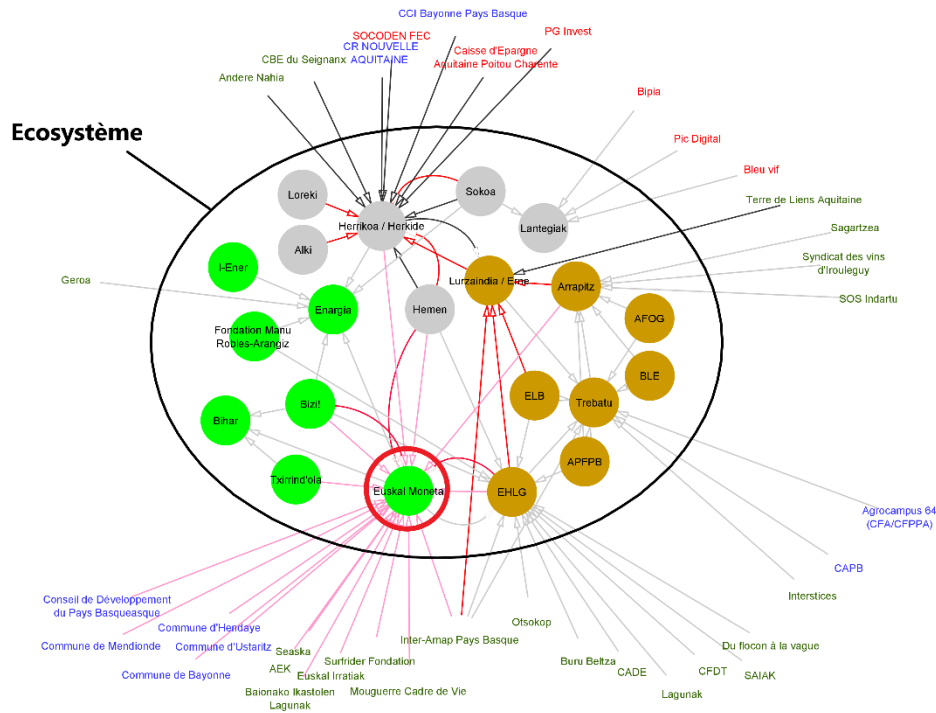 CCI Bayonne Pays Basque
SOCODEN FEC
CR NOUVELLE
AQUITAINE
PG Invest
Caisse d'Epargne
Aquitaine Poitou Charente
CBE du Seignanx
Andere Nahia
Bipia
Pic Digital
Bleu vif
Ecosystème
Terre de Liens Aquitaine
Sagartzea
Syndicat des vins
d'Irouleguy
SOS Indartu
Geroa
Loreki
Sokoa
Herrikoa / Herkide
Lantegiak
Alki
I-Ener
Lurzaindia / Eme
Arrapitz
Enargia
Hemen
AFOG
Fondation Manu
Robles-Arangiz
BLE
ELB
Trebatu
Bizi!
Bihar
APFPB
Txirrind'ola
Euskal Moneta
EHLG
Agrocampus 64
(CFA/CFPPA)
CAPB
Interstices
Conseil de Développement
du Pays Basqueasque
Commune d'Hendaye
Commune de Mendionde
Commune d'Ustaritz
Commune de Bayonne
Seaska
AEK
Surfrider Fondation
Euskal Irratiak
Baionako Ikastolen
Lagunak
Mouguerre Cadre de Vie
Inter-Amap Pays Basque
Otsokop
Buru Beltza
CADE
Lagunak
CFDT
SAIAK
Du flocon à la vague